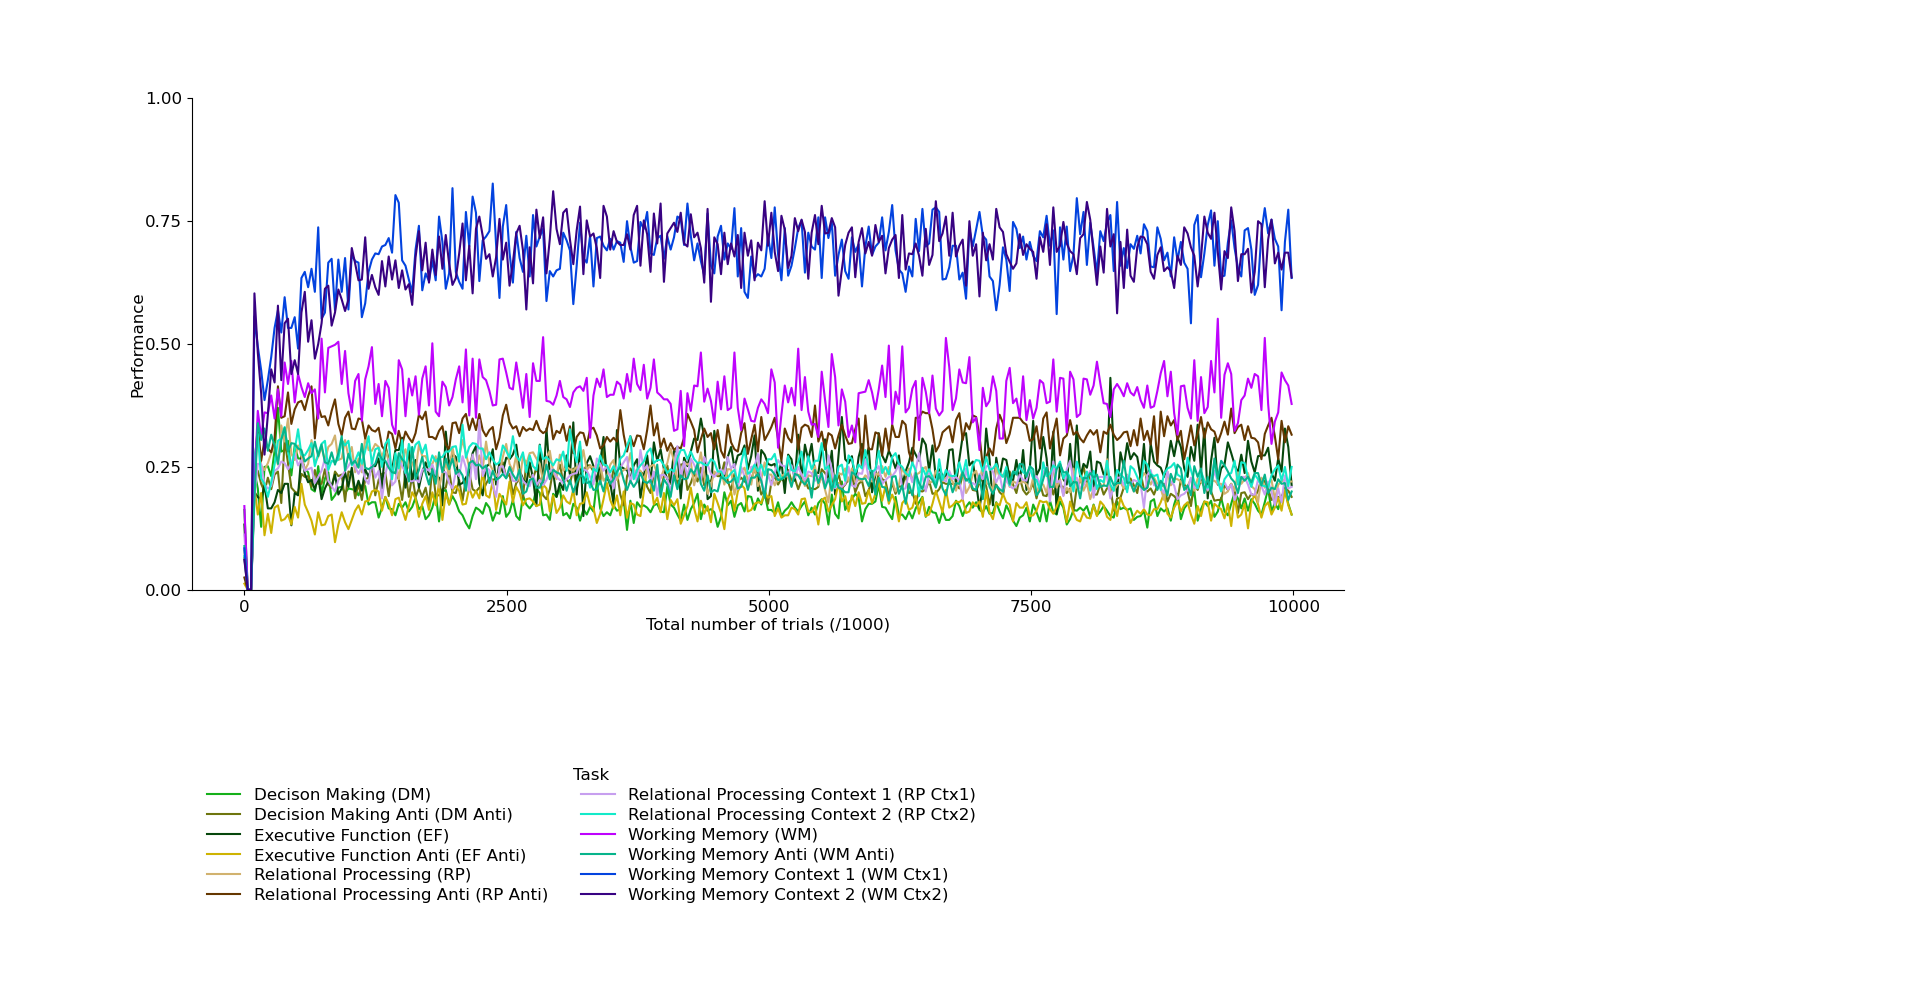 1.00
0.75
0.50
0.25
0.00
Performance
0 2500 5000 7500 10000
Total number of trials (/1000)
Task
Decison Making (DM)
Decision Making Anti (DM Anti)
Executive Function (EF)
Executive Function Anti (EF Anti)
Relational Processing (RP)
Relational Processing Anti (RP Anti)
Relational Processing Context 1 (RP Ctx1)
Relational Processing Context 2 (RP Ctx2)
Working Memory (WM)
Working Memory Anti (WM Anti)
Working Memory Context 1 (WM Ctx1)
Working Memory Context 2 (WM Ctx2)